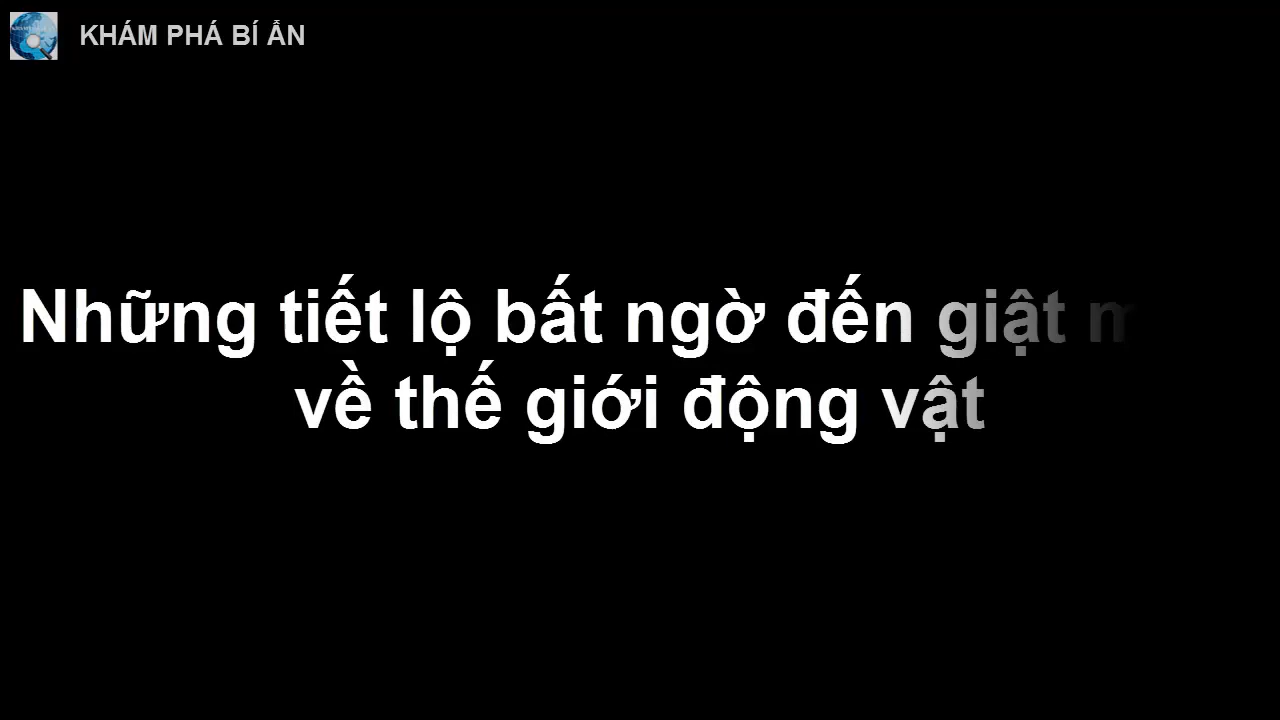 KHÁM PHÁ BÍ ẨN
Những tiết lộ bất ngờ đến giật
về thế giới động vật